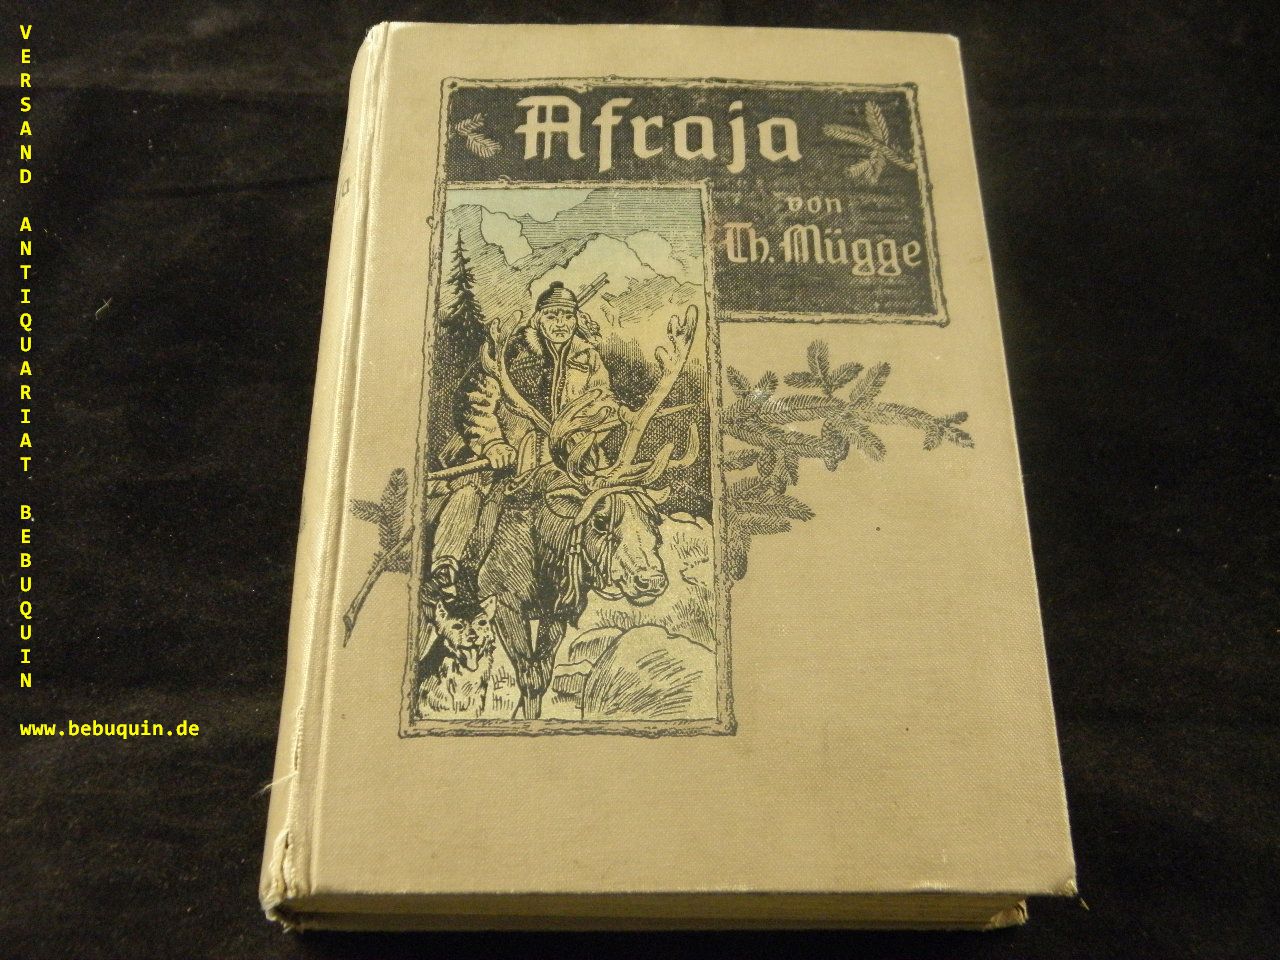 VERSAND ANTIQUARIAT BEBUQUIN
www.bebuquin.de
Afraja
von
Th. Mügge